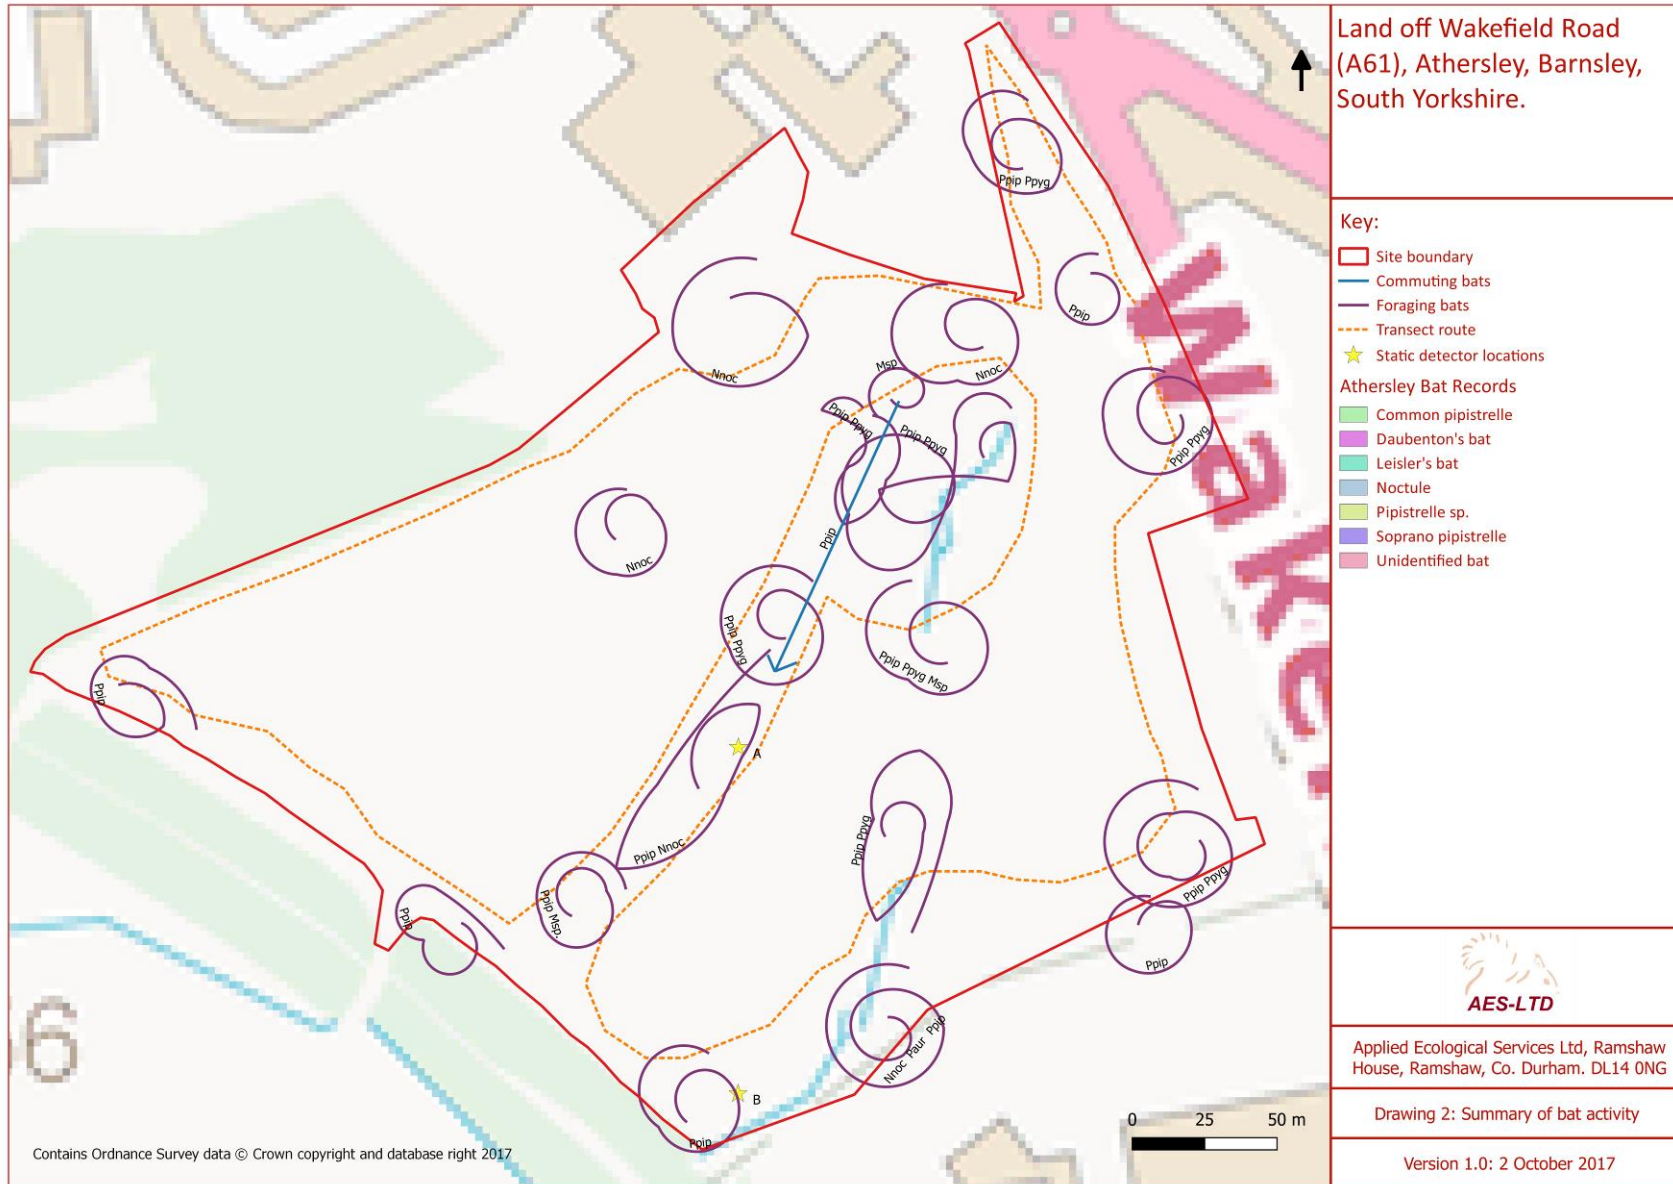 Land off Wakefield Road
(A61), Athersley, Barnsley,
South Yorkshire.
Key:
Site boundary
Commuting bats
Foraging bats
Transect route
Static detector locations
Athersley Bat Records
Common pipistrelle
Daubenton's bat
Leisler's bat
Noctule
Pipistrelle sp.
Soprano pipistrelle
Unidentified bat
AES-LTD
Applied Ecological Services Ltd, Ramshaw
House, Ramshaw, Co. Durham. DL14 0NG
Drawing 2: Summary of bat activity
Version 1.0: 2 October 2017
Ppip Ppyg
Ppip
Nnoc
Nnoc
Msp
Ppip Ppyg
Ppip Ppyg
Ppip Ppyg
Ppip
Nnoc
Ppip Ppyg
Ppip Ppyg Msp
Ppip
A
Ppip Nnoc
Ppip Ppyg
Ppip Ppyg
Ppip Msp.
Ppip
Ppip
Nnoc Paur Ppip
B
Ppip
Wake
6
0 25 50 m
Contains Ordnance Survey data © Crown copyright and database right 2017